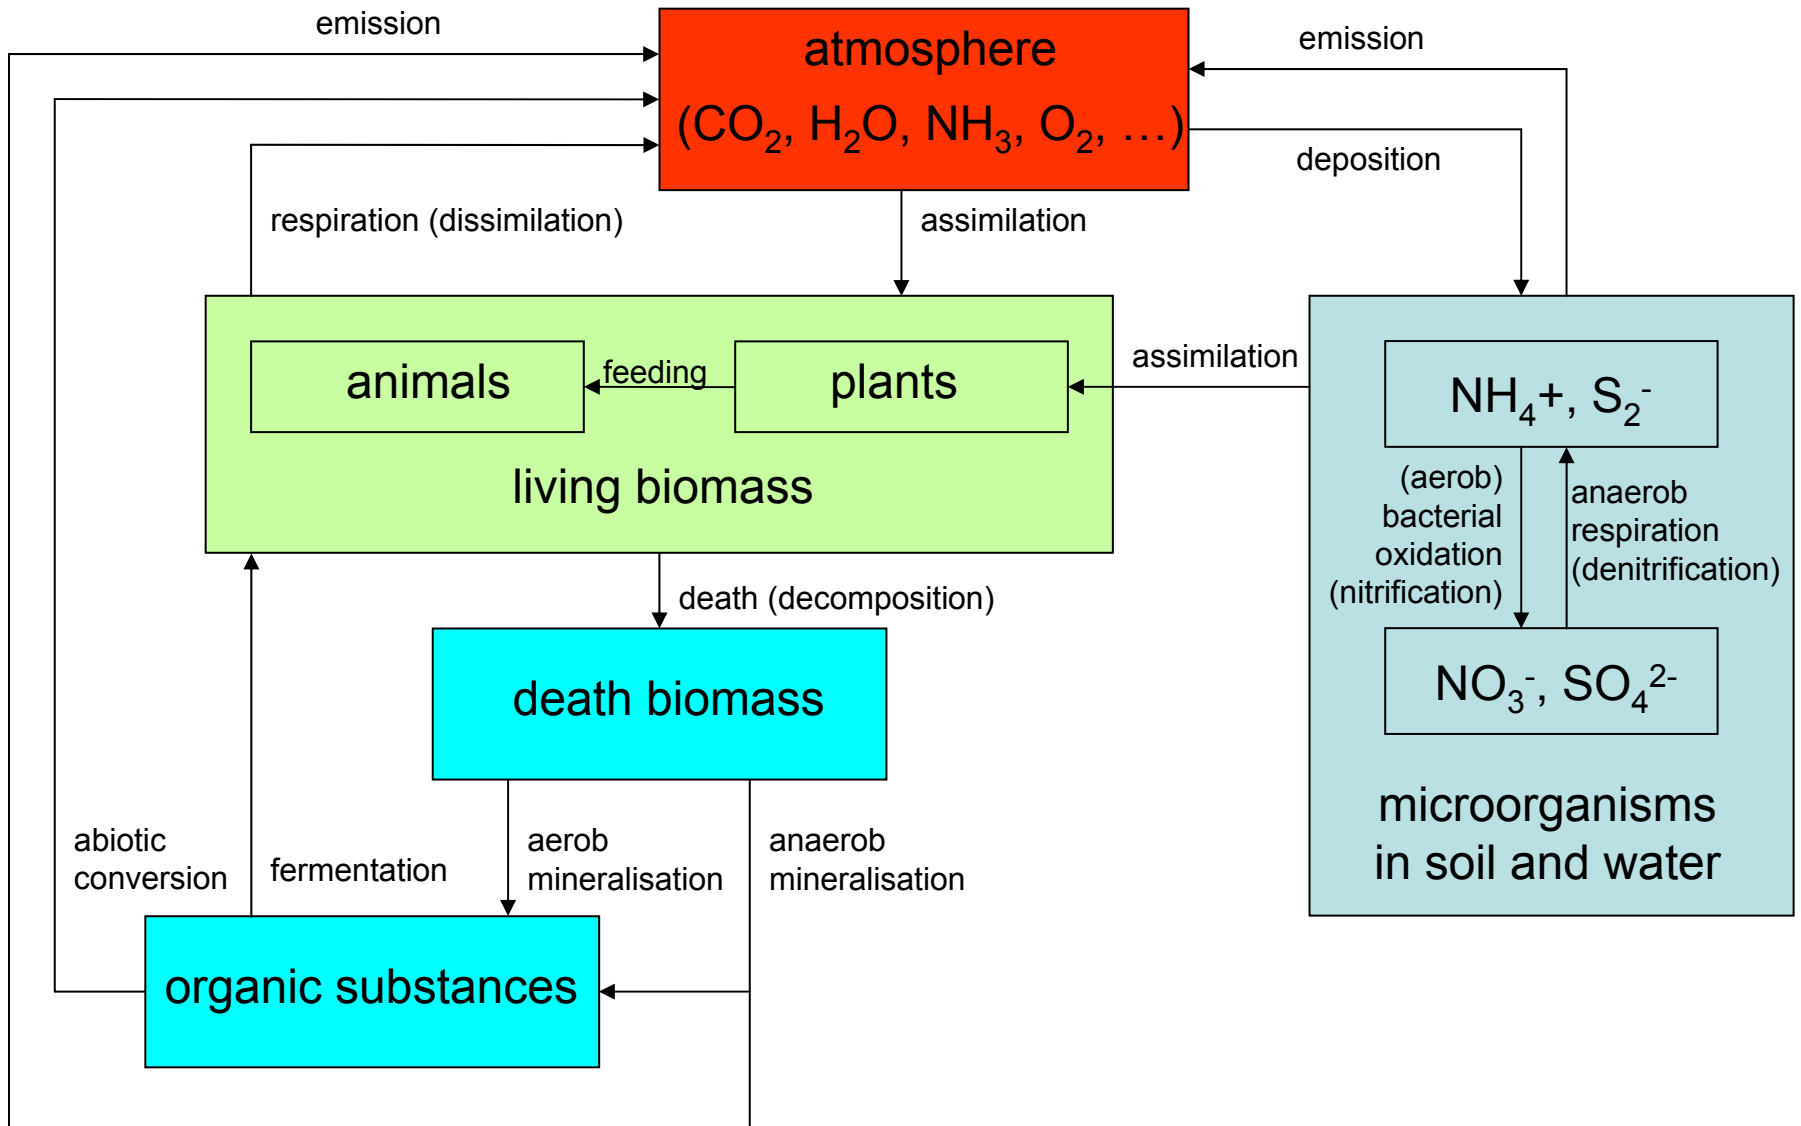 emission
atmosphere
emission
(CO₂, H₂O, NH₃, O₂, …)
deposition
respiration (dissimilation)
assimilation
animals
feeding
plants
assimilation
NH₄+, S₂⁻
living biomass
(aerob)
bacterial
oxidation
(nitrification)
anaerob
respiration
(denitrification)
death (decomposition)
NO₃⁻, SO₄²⁻
death biomass
microorganisms
in soil and water
abiotic
conversion
fermentation
aerob
mineralisation
anaerob
mineralisation
organic substances